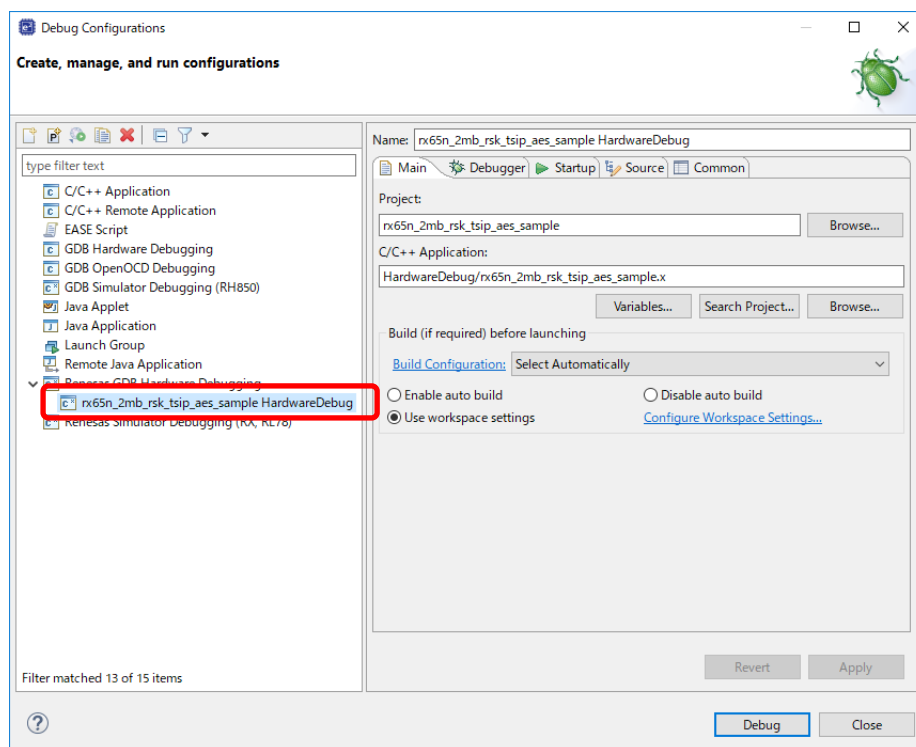 Debug Configurations
Create, manage, and run configurations
type filter text
C/C++ Application
C/C++ Remote Application
EASE Script
GDB Hardware Debugging
GDB OpenOCD Debugging
GDB Simulator Debugging (RH850)
Java Applet
Java Application
Launch Group
Remote Java Application
Renesas GDB Hardware Debugging
rx65n_2mb_rsk_tsip_aes_sample HardwareDebug
Renesas Simulator Debugging (RX, RL78)
Filter matched 13 of 15 items
Name: rx65n_2mb_rsk_tsip_aes_sample HardwareDebug
Main Debugger Startup Source Common
Project:
rx65n_2mb_rsk_tsip_aes_sample Browse...
C/C++ Application:
HardwareDebug/rx65n_2mb_rsk_tsip_aes_sample.x
Variables... Search Project... Browse...
Build (if required) before launching
Build Configuration: Select Automatically
Enable auto build Disable auto build
Use workspace settings Configure Workspace Settings...
Revert Apply
Debug Close